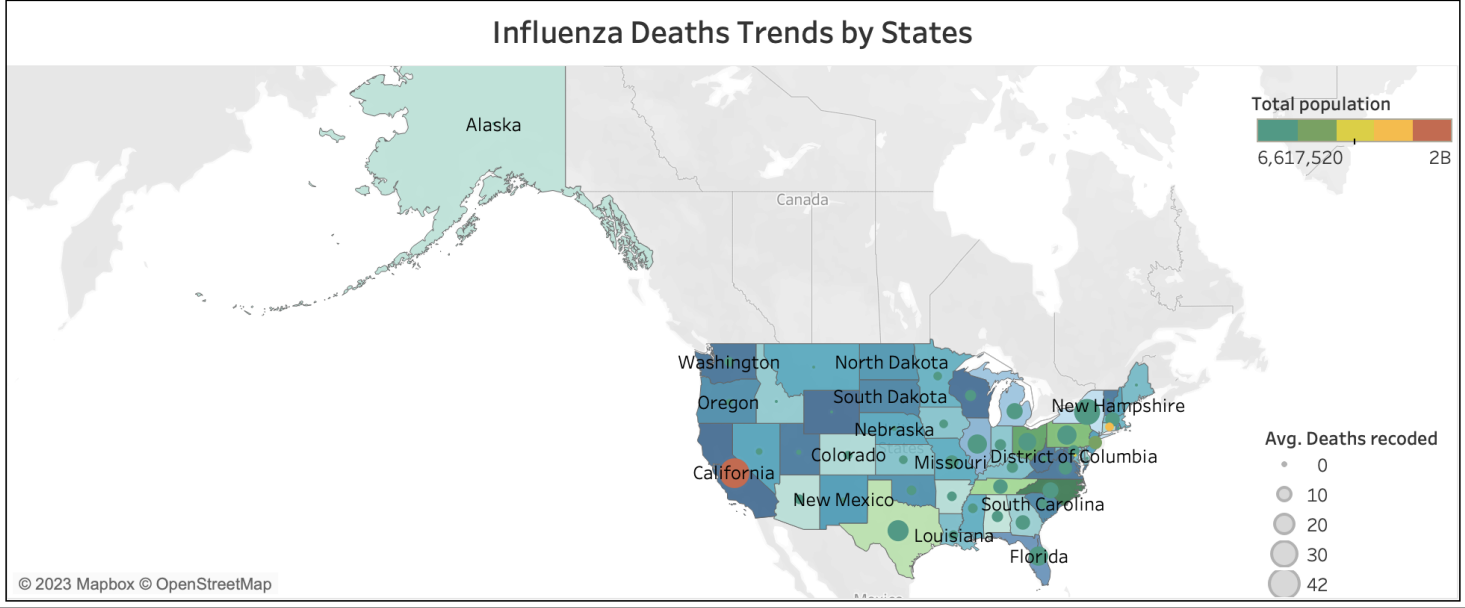 Influenza Deaths Trends by States
Total population
6,617,520 2B
Alaska
Canada
Washington
North Dakota
Oregon
South Dakota
New Hampshire
Nebraska
Colorado
States
Missouri
District of Columbia
California
New Mexico
South Carolina
Louisiana
Florida
Avg. Deaths recoded
0
10
20
30
42
© 2023 Mapbox © OpenStreetMap
Mexico